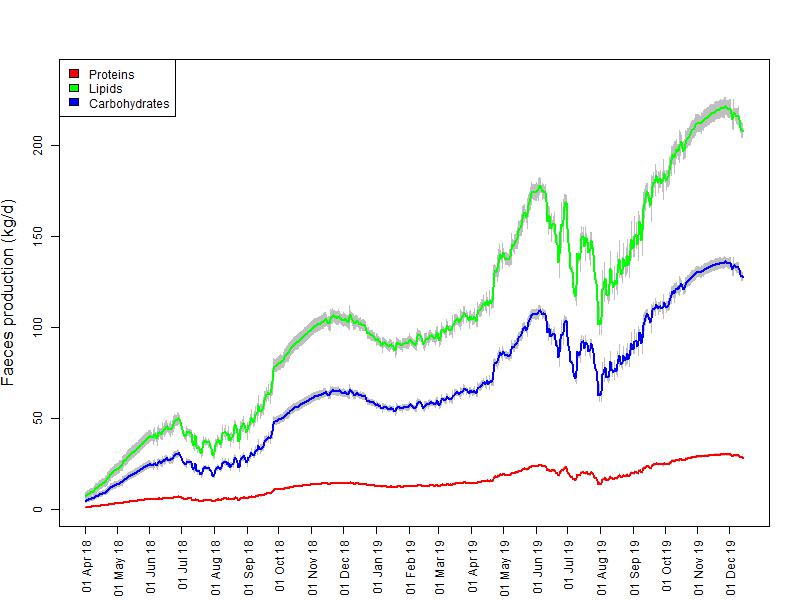 Proteins
Lipids
Carbohydrates
Faeces production (kg/d)
200
150
100
50
0
01 Apr 18
01 May 18
01 Jun 18
01 Jul 18
01 Aug 18
01 Sep 18
01 Oct 18
01 Nov 18
01 Dec 18
01 Jan 19
01 Feb 19
01 Mar 19
01 Apr 19
01 May 19
01 Jun 19
01 Jul 19
01 Aug 19
01 Sep 19
01 Oct 19
01 Nov 19
01 Dec 19